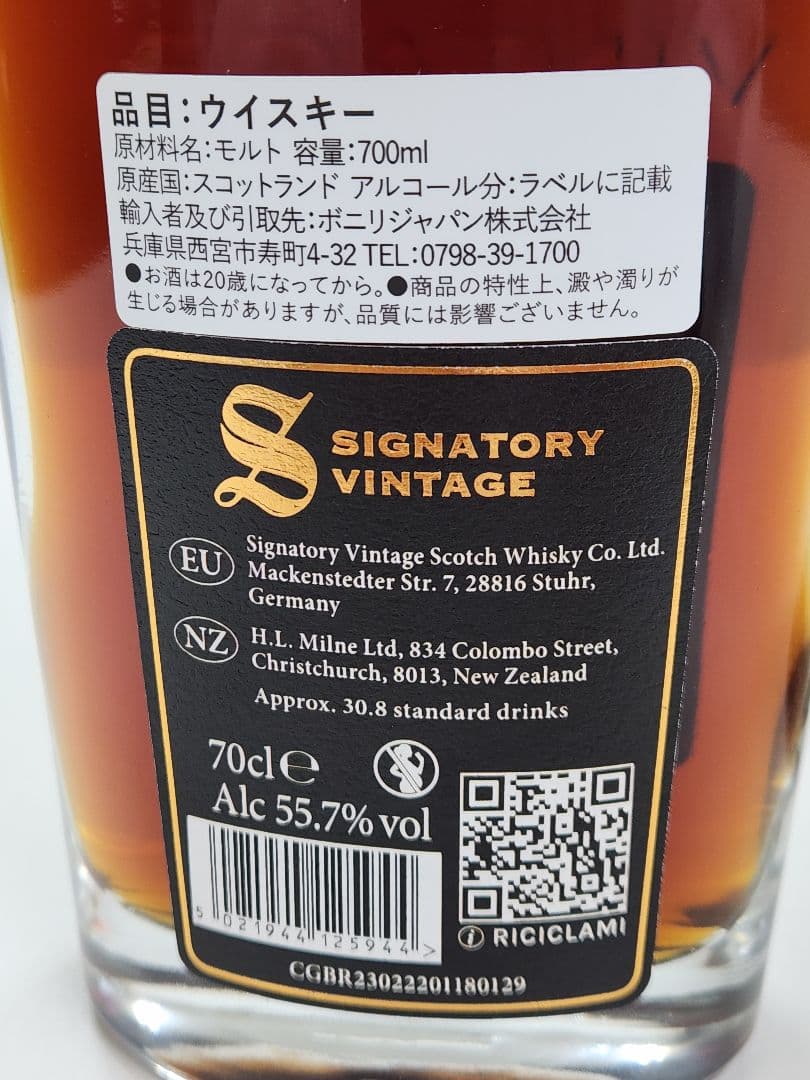 品目:ウイスキー
原材料名:モルト 容量:700ml
原産国:スコットランド アルコール分:ラベルに記載
輸入者及び引取先:ボニリジャパン株式会社
兵庫県西宮市寿町4-32 TEL:0798-39-1700
●お酒は20歳になってから。●商品の特性上、澱や濁りが
生じる場合がありますが、品質には影響ございません。
S SIGNATORY
VINTAGE
EU Signatory Vintage Scotch Whisky Co. Ltd.
Mackenstedter Str. 7, 28816 Stuhr,
Germany
NZ H.L. Milne Ltd, 834 Colombo Street,
Christchurch, 8013, New Zealand
Approx. 30.8 standard drinks
70cl e
Alc 55.7% vol
5 021944 125944 >
i RICICLAMI
CGBR23022201180129